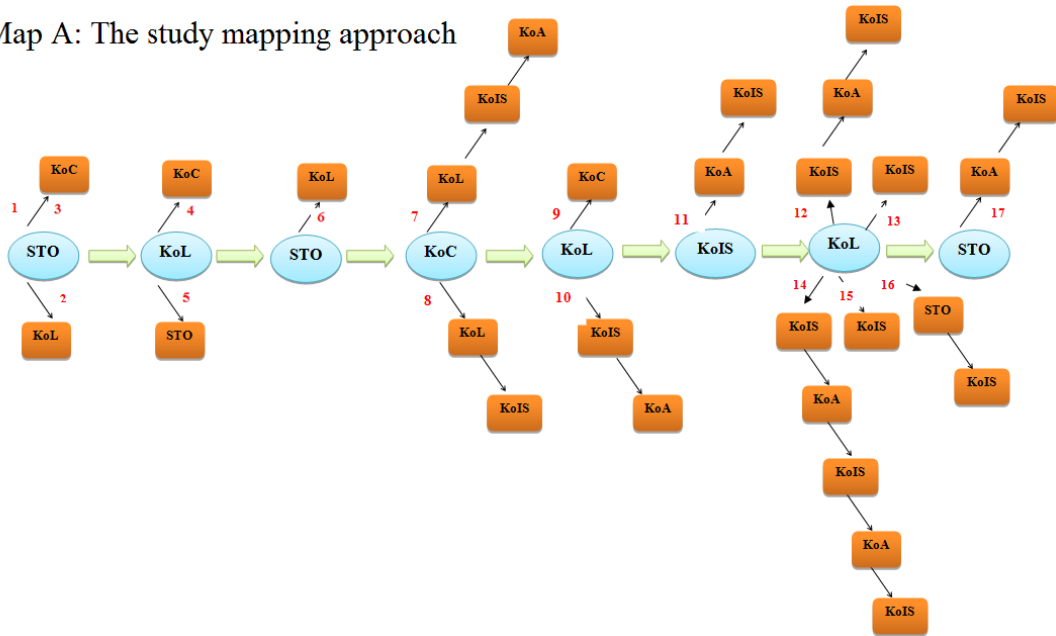 Map A: The study mapping approach
KoA
KoIS
KoIS
KoIS
KoA
KoIS
KoC
KoC
KoL
KoL
KoC
KoA
KoIS
KoIS
KoA
1
3
4
6
7
9
11
12
13
17
STO
KoL
STO
KoC
KoL
KoIS
KoL
STO
2
5
8
10
14
15
16
KoL
STO
KoL
KoIS
KoIS
KoIS
STO
KoIS
KoA
KoA
KoIS
KoIS
KoA
KoIS